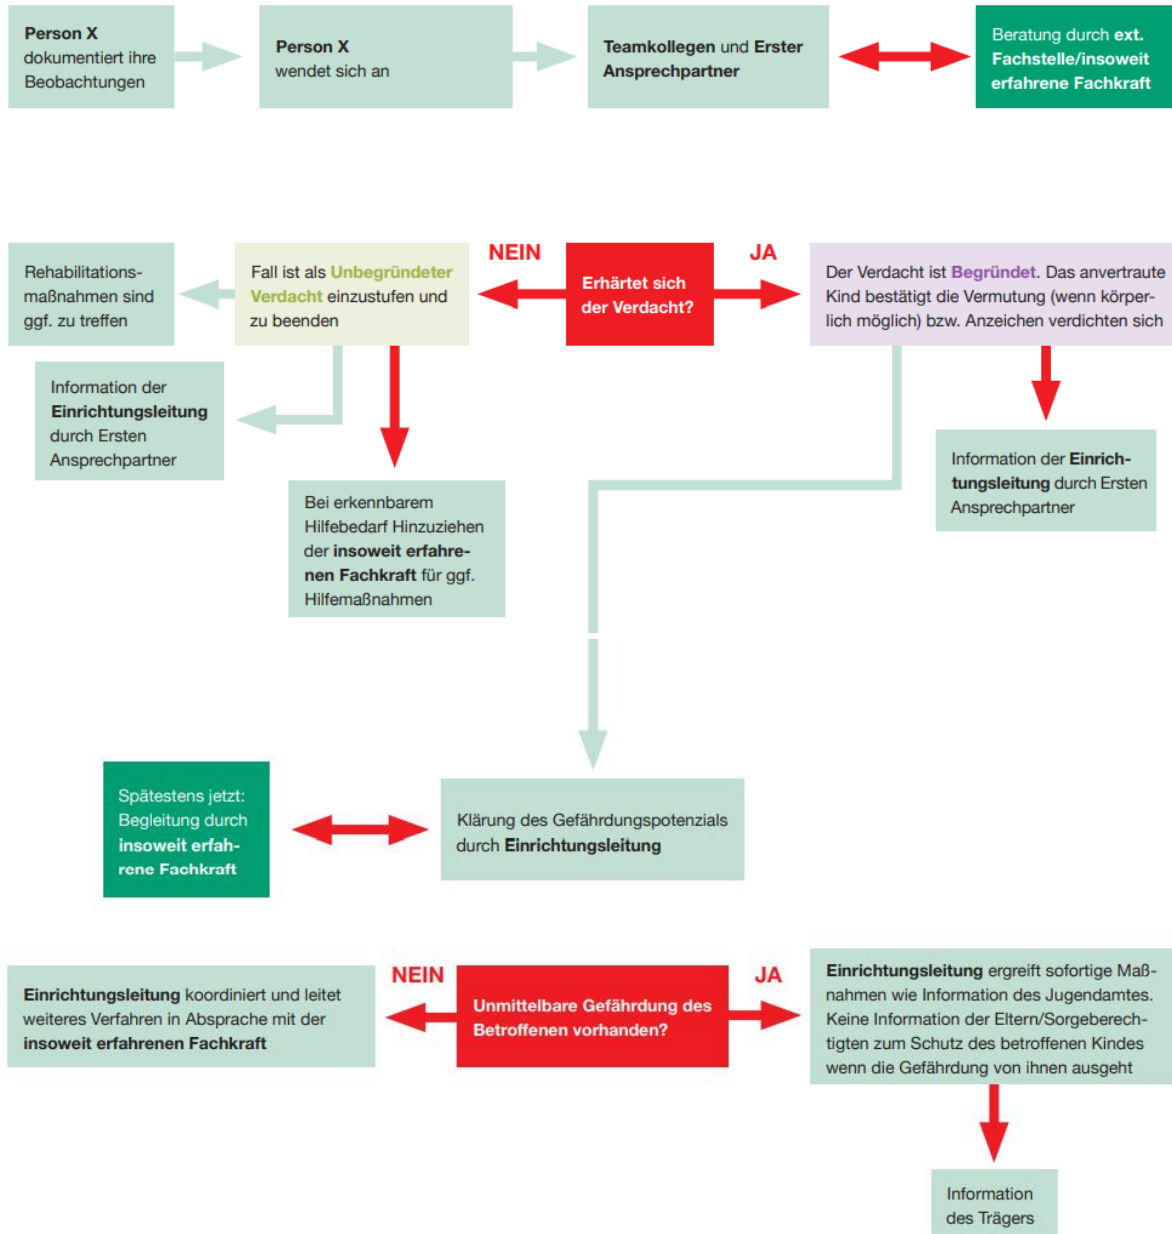 Person X
dokumentiert ihre
Beobachtungen
Person X
wendet sich an
Teamkollegen und Erster
Ansprechpartner
Beratung durch ext.
Fachstelle/insoweit
erfahrene Fachkraft
Rehabilitations-
maßnahmen sind
ggf. zu treffen
Fall ist als Unbegründeter
Verdacht einzustufen und
zu beenden
NEIN
Erhärtet sich
der Verdacht?
JA
Der Verdacht ist Begründet. Das anvertraute
Kind bestätigt die Vermutung (wenn körper-
lich möglich) bzw. Anzeichen verdichten sich
Information der
Einrichtungsleitung
durch Ersten
Ansprechpartner
Bei erkennbarem
Hilfebedarf Hinzuziehen
der insoweit erfahre-
nen Fachkraft für ggf.
Hilfemaßnahmen
Information der Einrich-
tungsleitung durch Ersten
Ansprechpartner
Spätestens jetzt:
Begleitung durch
insoweit erfah-
rene Fachkraft
Klärung des Gefährdungspotenzials
durch Einrichtungsleitung
Einrichtungsleitung koordiniert und leitet
weiteres Verfahren in Absprache mit der
insoweit erfahrenen Fachkraft
NEIN
Unmittelbare Gefährdung des
Betroffenen vorhanden?
JA
Einrichtungsleitung ergreift sofortige Maß-
nahmen wie Information des Jugendamtes.
Keine Information der Eltern/Sorgeberech-
tigten zum Schutz des betroffenen Kindes
wenn die Gefährdung von ihnen ausgeht
Information
des Trägers